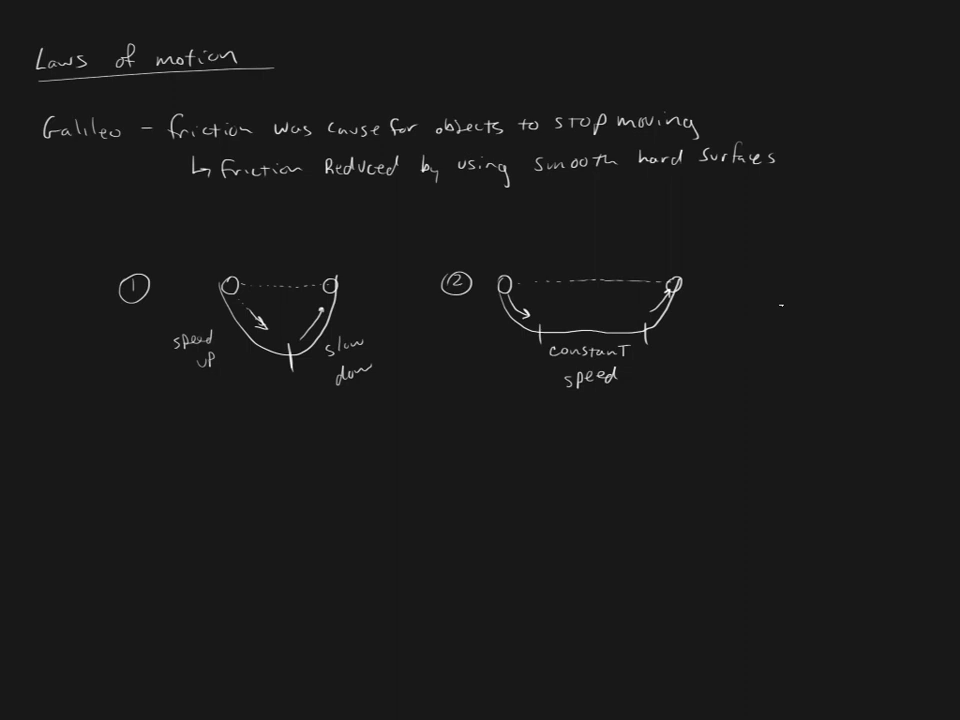 Laws of motion
Galileo - friction was cause for objects to stop moving
↳ Friction Reduced by using smooth hard surfaces
1
speed up
slow down
2
constant speed